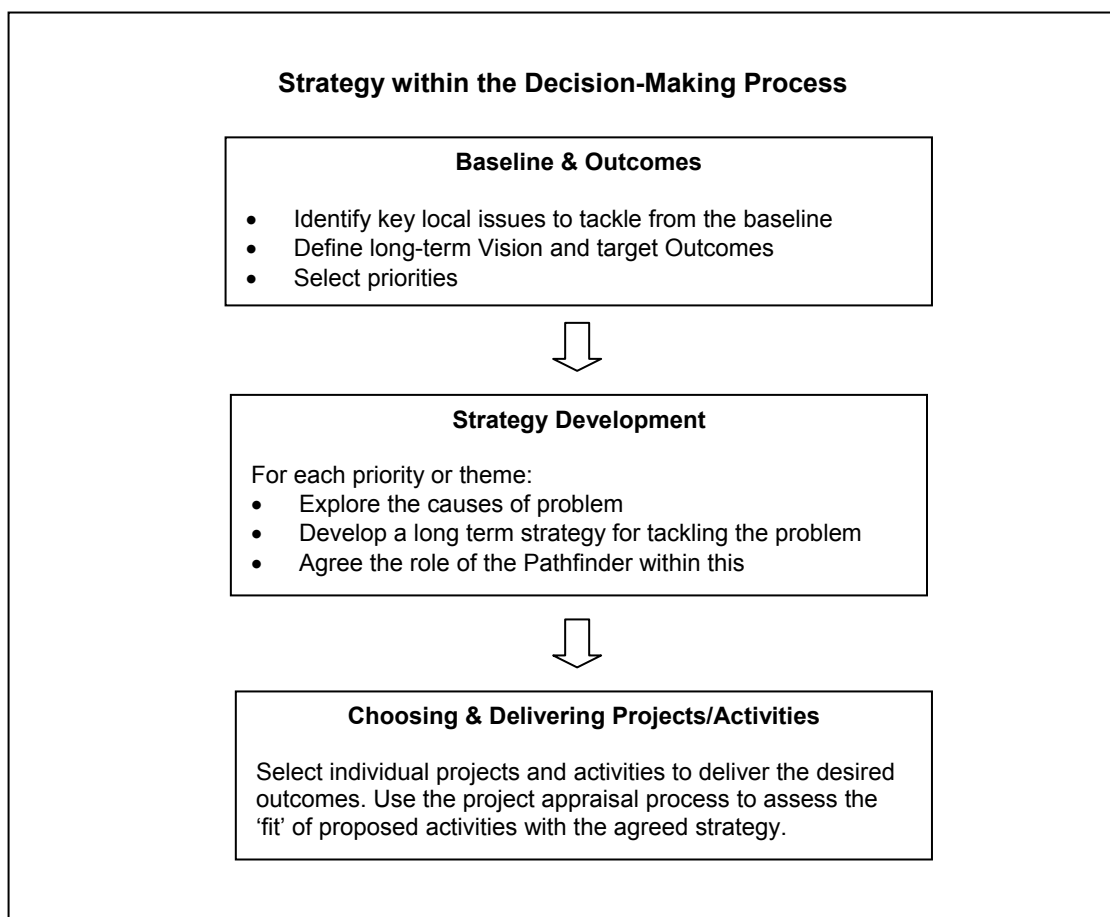 Strategy within the Decision-Making Process
Baseline & Outcomes
• Identify key local issues to tackle from the baseline
• Define long-term Vision and target Outcomes
• Select priorities
Strategy Development
For each priority or theme:
• Explore the causes of problem
• Develop a long term strategy for tackling the problem
• Agree the role of the Pathfinder within this
Choosing & Delivering Projects/Activities
Select individual projects and activities to deliver the desired
outcomes. Use the project appraisal process to assess the
‘fit’ of proposed activities with the agreed strategy.